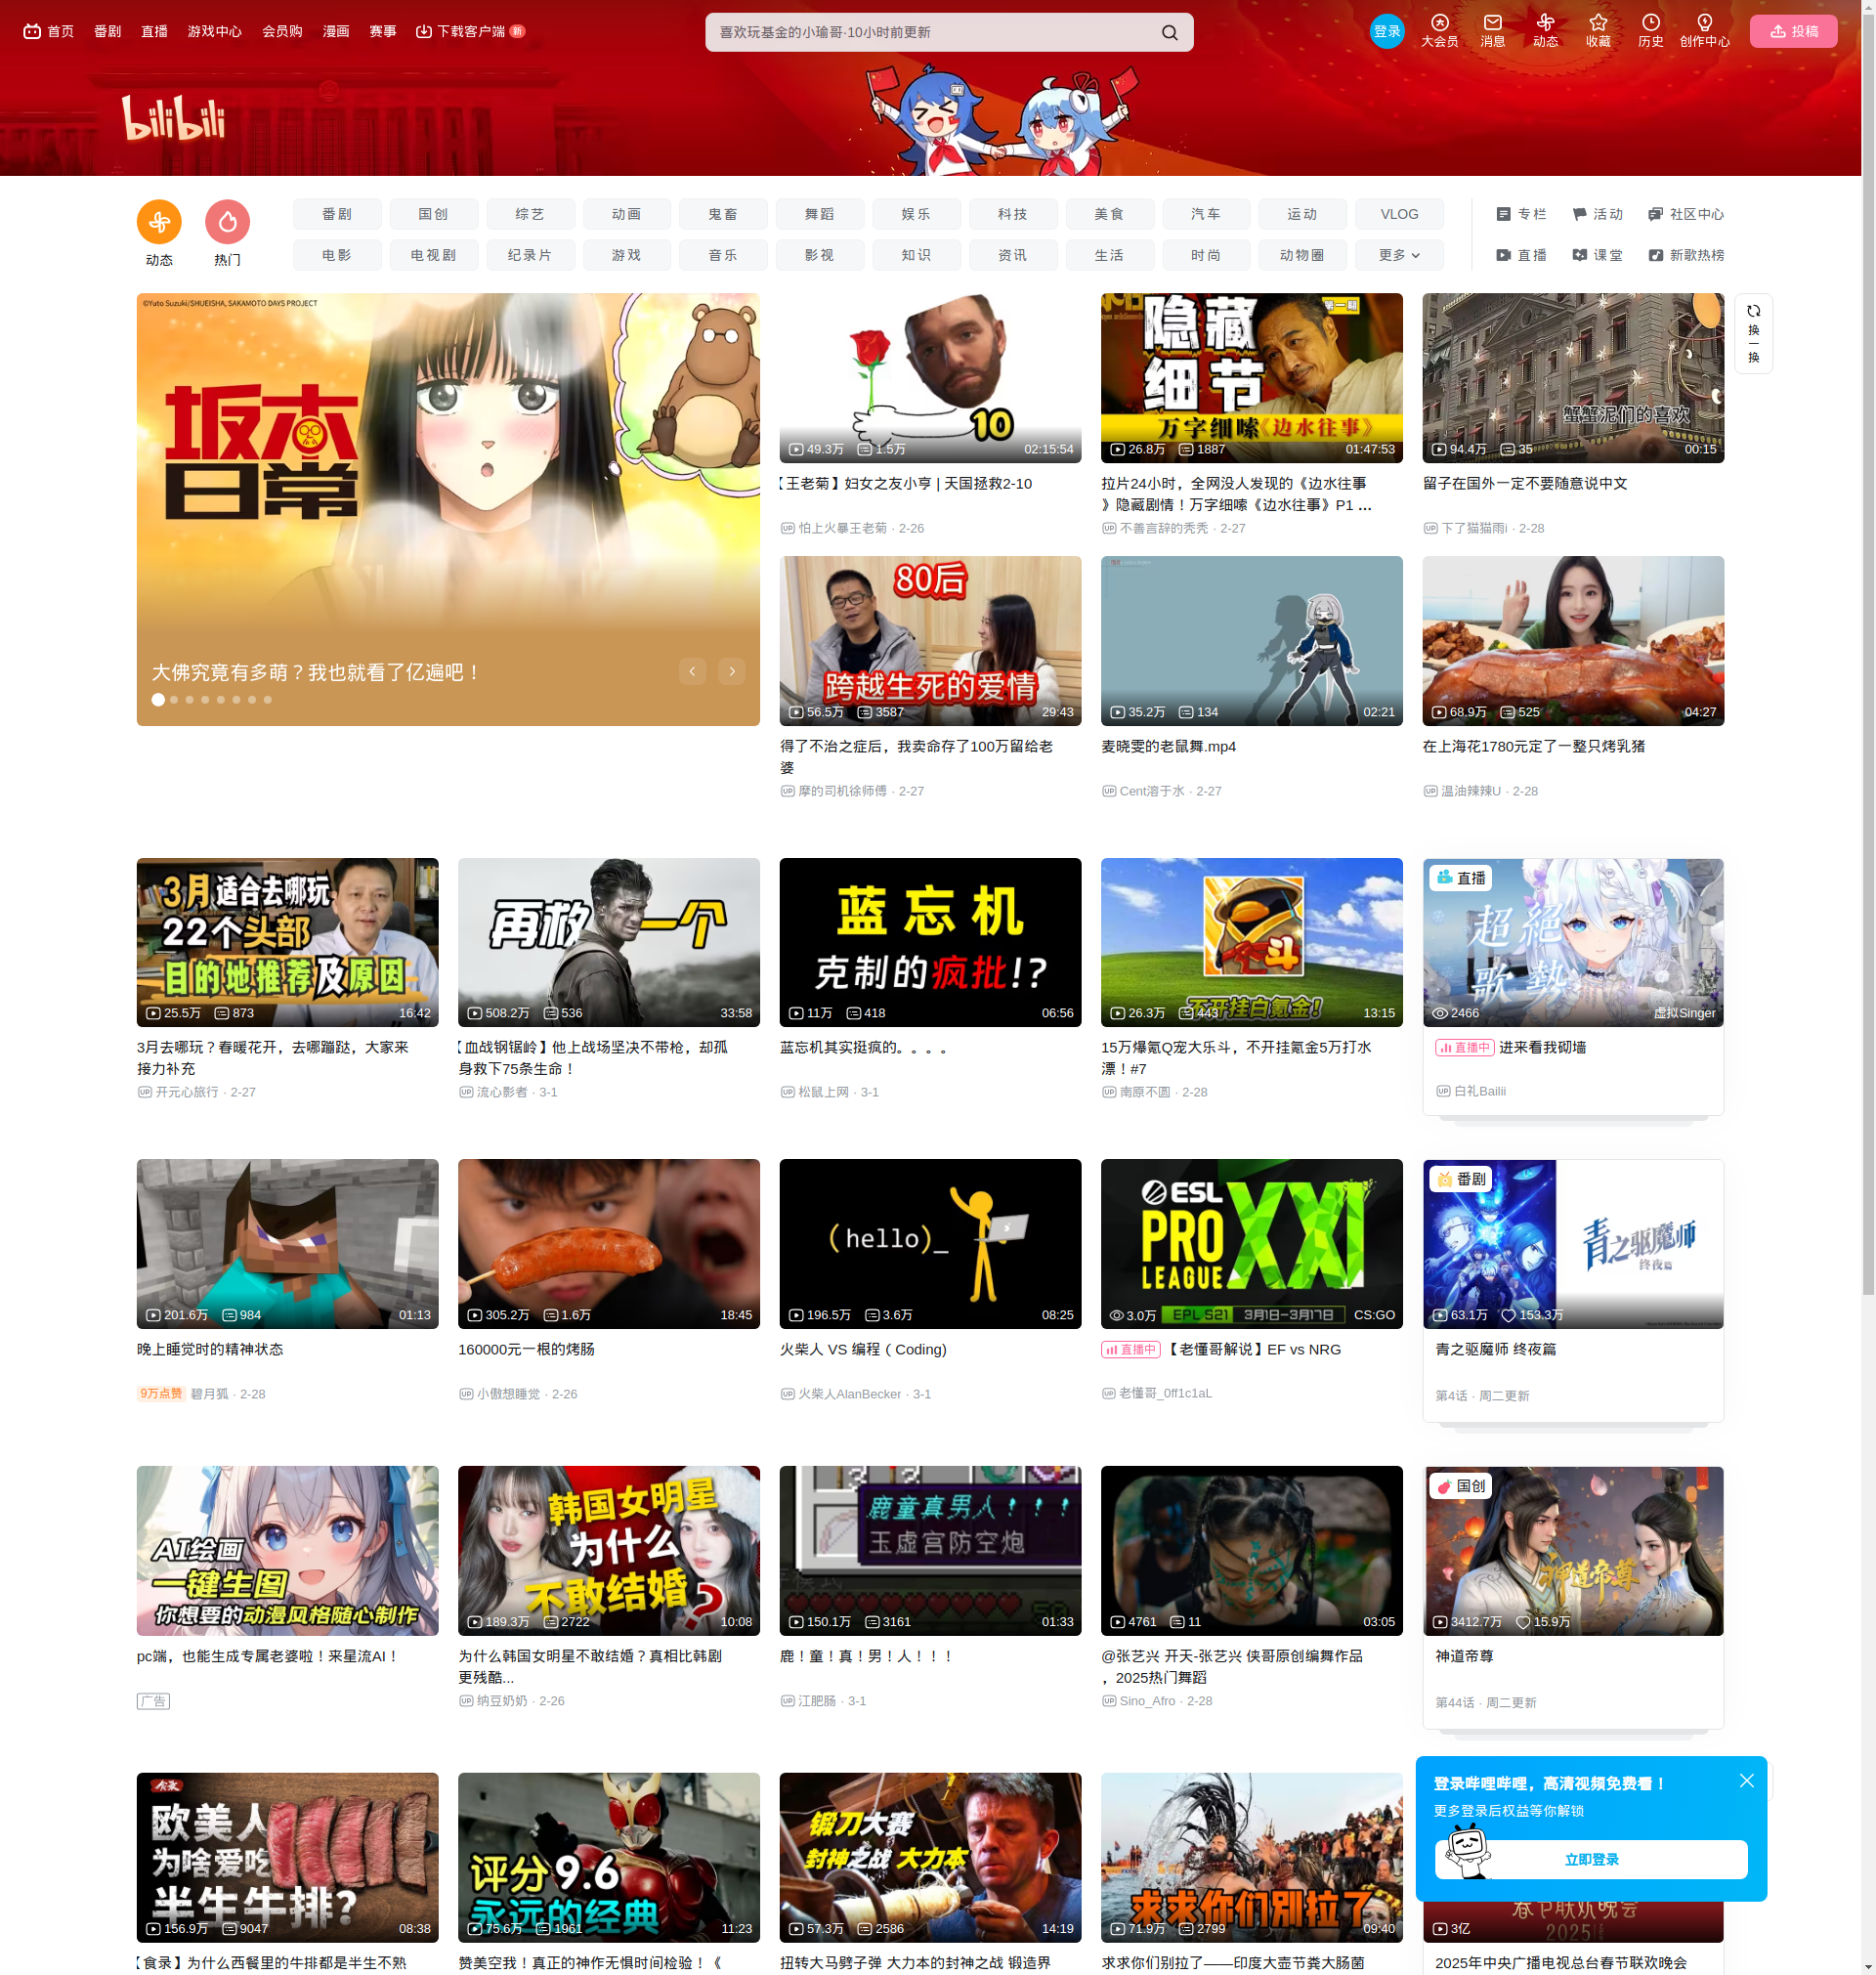 首页
番剧
直播
游戏中心
会员购
漫画
赛事
下载客户端 新
喜欢玩基金的小瑜哥·10小时前更新
登录
大会员
消息
动态
收藏
历史
创作中心
投稿
bilibili
动态
热门
番剧
国创
综艺
动画
鬼畜
舞蹈
娱乐
科技
美食
汽车
运动
VLOG
专栏
活动
社区中心
电影
电视剧
纪录片
游戏
音乐
影视
知识
资讯
生活
时尚
动物圈
更多
直播
课堂
新歌热榜
©Yuto Suzuki/SHUEISHA, SAKAMOTO DAYS PROJECT
坂本
日常
大佛究竟有多萌？我也就看了亿遍吧！
10
49.3万 1.5万 02:15:54
【王老菊】妇女之友小亨 | 天国拯救2-10
怕上火暴王老菊 · 2-26
隐藏
细节
万字细嗦《边水往事》
26.8万 1887 01:47:53
拉片24小时，全网没人发现的《边水往事
》隐藏剧情！万字细嗦《边水往事》P1 ...
不善言辞的秃秃 · 2-27
蟹蟹泥们的喜欢
94.4万 35 00:15
留子在国外一定不要随意说中文
下了猫猫雨i · 2-28
换一换
80后
跨越生死的爱情
56.5万 3587 29:43
得了不治之症后，我卖命存了100万留给老
婆
摩的司机徐师傅 · 2-27
35.2万 134 02:21
麦晓雯的老鼠舞.mp4
Cent溶于水 · 2-27
68.9万 525 04:27
在上海花1780元定了一整只烤乳猪
温油辣辣U · 2-28
3月适合去哪玩
22个头部
目的地推荐及原因
25.5万 873 16:42
3月去哪玩？春暖花开，去哪蹦跶，大家来
接力补充
开元心旅行 · 2-27
再救一个
508.2万 536 33:58
【血战钢锯岭】他上战场坚决不带枪，却孤
身救下75条生命！
流心影者 · 3-1
蓝忘机
克制的疯批!?
11万 418 06:56
蓝忘机其实挺疯的。。。。
松鼠上网 · 3-1
不开挂白氪金!
26.3万 443 13:15
15万爆氪Q宠大乐斗，不开挂氪金5万打水
漂！#7
南原不圆 · 2-28
直播
超絕
歌勢
2466 虚拟Singer
直播中 进来看我砌墙
白礼Bailii
201.6万 984 01:13
晚上睡觉时的精神状态
9万点赞 碧月狐 · 2-28
305.2万 1.6万 18:45
160000元一根的烤肠
小傲想睡觉 · 2-26
(hello)_
196.5万 3.6万 08:25
火柴人 VS 编程（Coding)
火柴人AlanBecker · 3-1
ESL
PRO
LEAGUE
XXI
EPL S21 3月1日-3月17日
3.0万 CS:GO
直播中 【老懂哥解说】EF vs NRG
老懂哥_0ff1c1aL
番剧
青之驱魔师
终夜篇
63.1万 153.3万
青之驱魔师 终夜篇
第4话 · 周二更新
AI绘画
一键生图
你想要的动漫风格随心制作
pc端，也能生成专属老婆啦！来星流AI！
广告
韩国女明星
为什么
不敢结婚？
189.3万 2722 10:08
为什么韩国女明星不敢结婚？真相比韩剧
更残酷...
纳豆奶奶 · 2-26
鹿童真男人！！！
玉虚宫防空炮
150.1万 3161 01:33
鹿！童！真！男！人！！！
江肥肠 · 3-1
4761 11 03:05
@张艺兴 开天-张艺兴 侠哥原创编舞作品
，2025热门舞蹈
Sino_Afro · 2-28
国创
神道帝尊
3412.7万 15.9万
神道帝尊
第44话 · 周二更新
食录
欧美人
为啥爱吃
半生牛排?
156.9万 9047 08:38
【食录】为什么西餐里的牛排都是半生不熟
评分9.6
永远的经典
75.6万 1961 11:23
赞美空我！真正的神作无惧时间检验！《
锻刀大赛
封神之战 大力本
57.3万 2586 14:19
扭转大马劈子弹 大力本的封神之战 锻造界
求求你们别拉了
71.9万 2799 09:40
求求你们别拉了——印度大壶节粪大肠菌
登录哔哩哔哩，高清视频免费看！
更多登录后权益等你解锁
立即登录
春节联欢晚会
2025
3亿
2025年中央广播电视总台春节联欢晚会